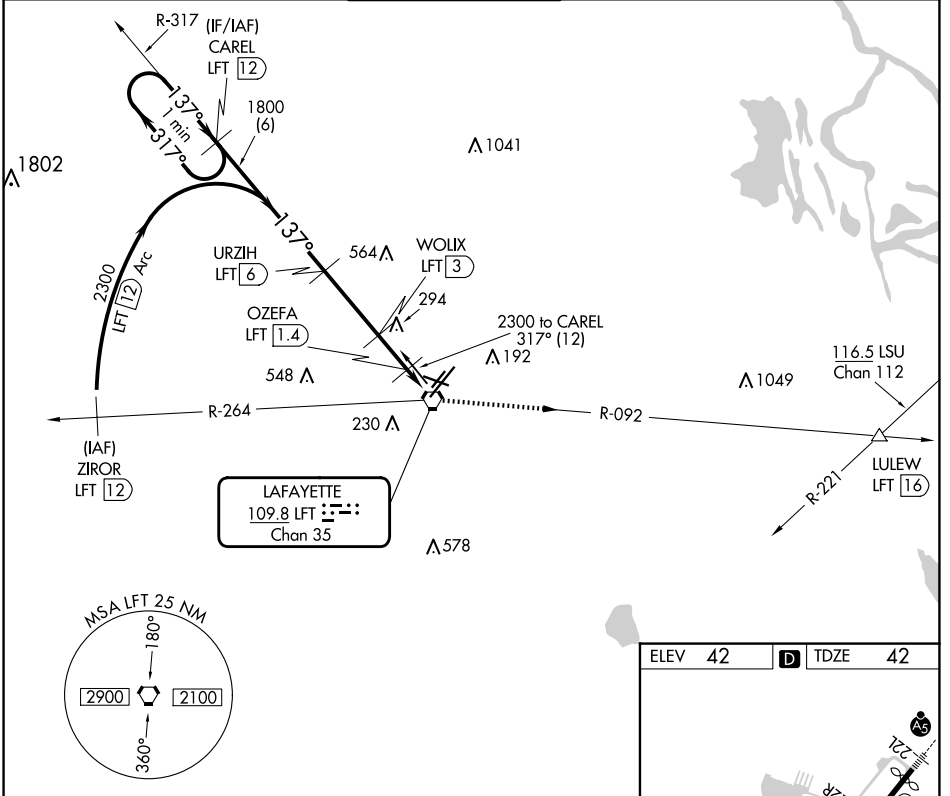 R-317
(IF/IAF)
CAREL
LFT 12
137°
1 min
317°
1800
(6)
1041
1802
137°
2300
LFT 12 Arc
URZIH
LFT 6
564
WOLIX
LFT 3
294
OZEFA
LFT 1.4
2300 to CAREL
317° (12)
192
548
116.5 LSU
Chan 112
1049
R-264
R-092
230
(IAF)
ZIROR
LFT 12
LULEW
LFT 16
R-221
LAFAYETTE
109.8 LFT
Chan 35
578
MSA LFT 25 NM
180°
2900
2100
360°
ELEV 42
D
TDZE 42
A5
22L